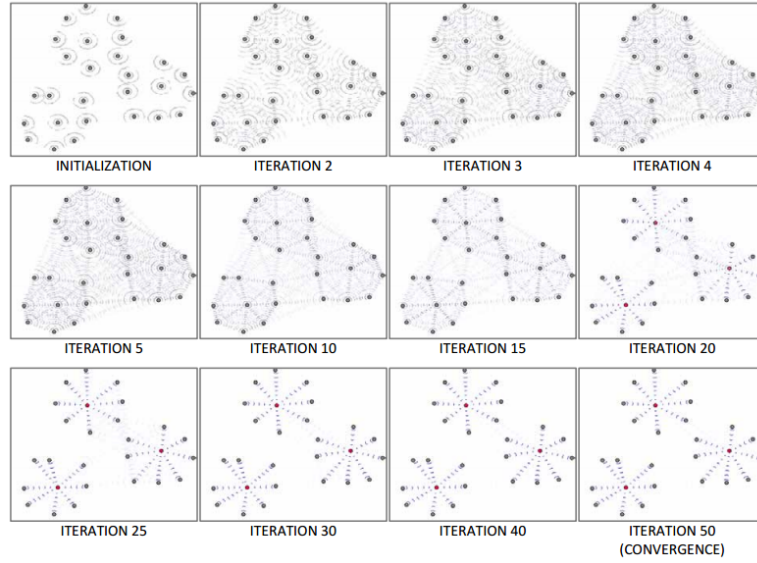 INITIALIZATION
ITERATION 2
ITERATION 3
ITERATION 4
ITERATION 5
ITERATION 10
ITERATION 15
ITERATION 20
ITERATION 25
ITERATION 30
ITERATION 40
ITERATION 50
(CONVERGENCE)